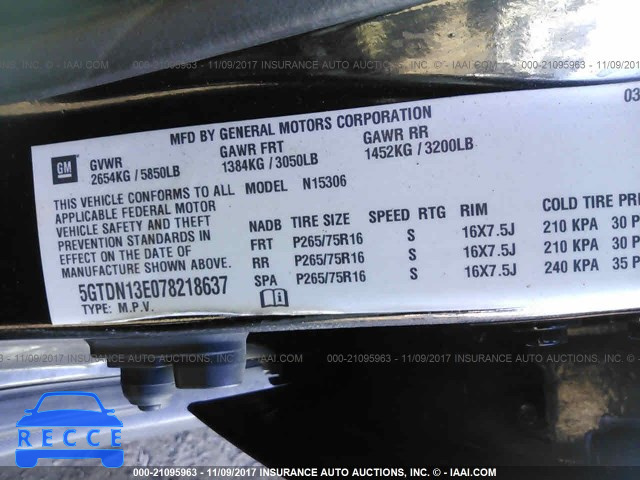 000-21095963 - 11/09/2017 INSURANCE AUTO AUCTIONS, INC. © - IAAI.COM
03
MFD BY GENERAL MOTORS CORPORATION
GM
GVWR GAWR FRT GAWR RR
2654KG / 5850LB 1384KG / 3050LB 1452KG / 3200LB
THIS VEHICLE CONFORMS TO ALL MODEL N15306
APPLICABLE FEDERAL MOTOR
VEHICLE SAFETY AND THEFT
PREVENTION STANDARDS IN
EFFECT ON THE DATE OF
MANUFACTURE SHOWN ABOVE.
NADB TIRE SIZE SPEED RTG RIM COLD TIRE PR
FRT P265/75R16 S 16X7.5J 210 KPA 30 P
RR P265/75R16 S 16X7.5J 210 KPA 30 P
SPA P265/75R16 S 16X7.5J 240 KPA 35 P
5GTDN13E078218637
TYPE: M.P.V.
000-21095963 - 11/09/2017 INSURANCE AUTO AUCTIONS, INC. © - IAAI.COM
RECCE
000-21095963 - 11/09/2017 INSURANCE AUTO AUCTIONS, INC. © - IAAI.COM